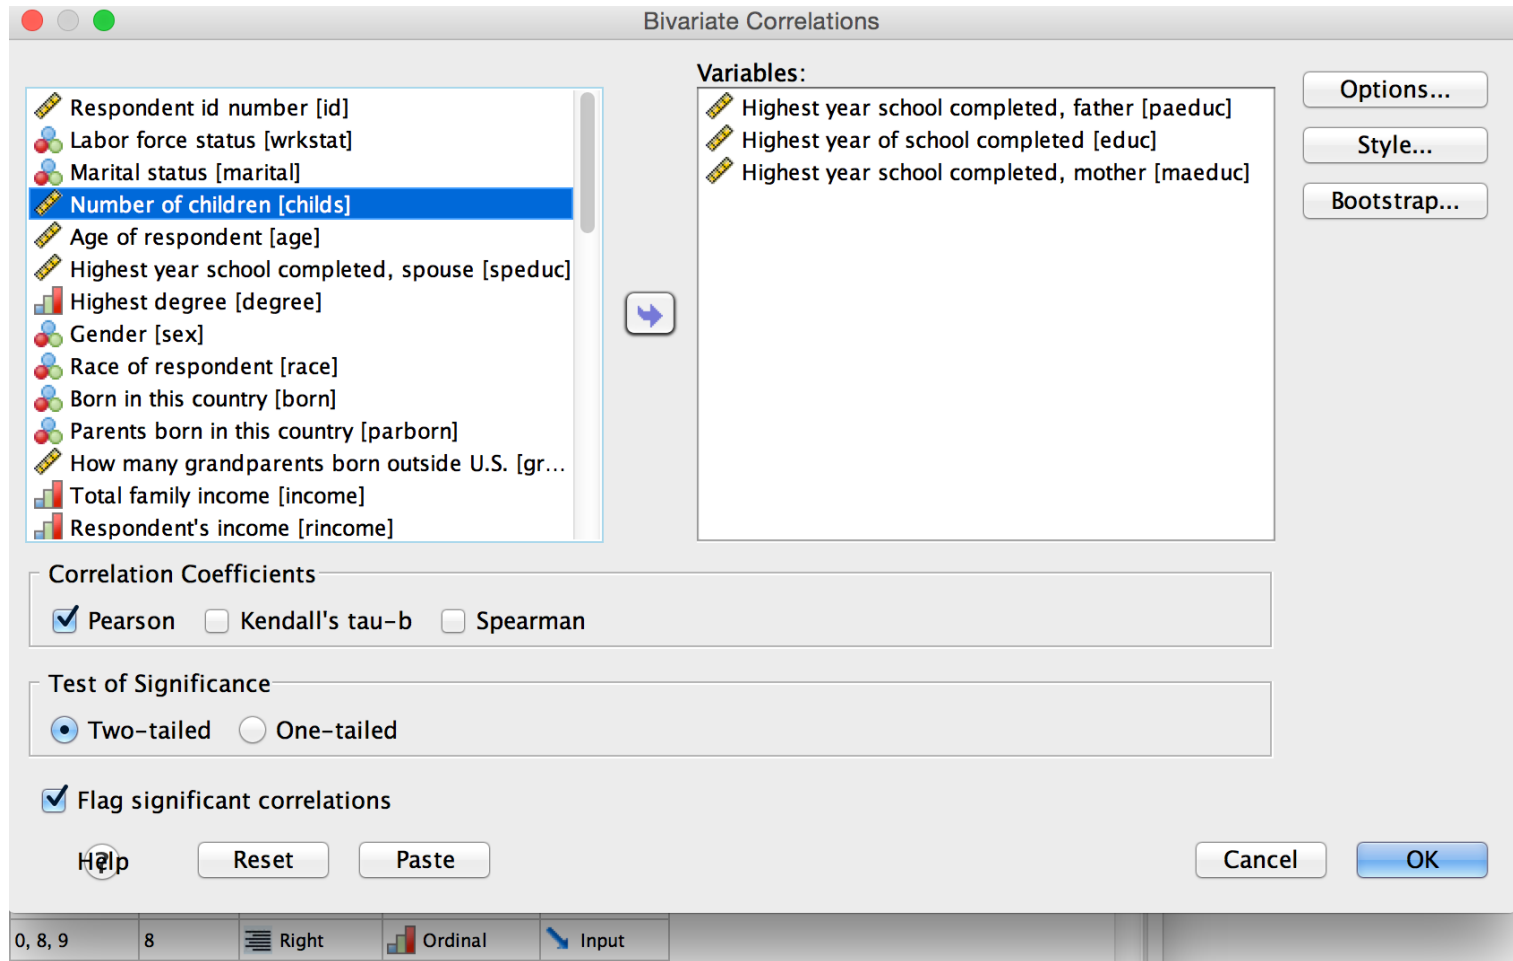 Bivariate Correlations
Respondent id number [id]
Labor force status [wrkstat]
Marital status [marital]
Number of children [childs]
Age of respondent [age]
Highest year school completed, spouse [speduc]
Highest degree [degree]
Gender [sex]
Race of respondent [race]
Born in this country [born]
Parents born in this country [parborn]
How many grandparents born outside U.S. [gr...
Total family income [income]
Respondent's income [rincome]
Variables:
Highest year school completed, father [paeduc]
Highest year of school completed [educ]
Highest year school completed, mother [maeduc]
Options...
Style...
Bootstrap...
Correlation Coefficients
Pearson Kendall's tau-b Spearman
Test of Significance
Two-tailed One-tailed
Flag significant correlations
Help ? Reset Paste Cancel OK
0, 8, 9 8 Right Ordinal Input